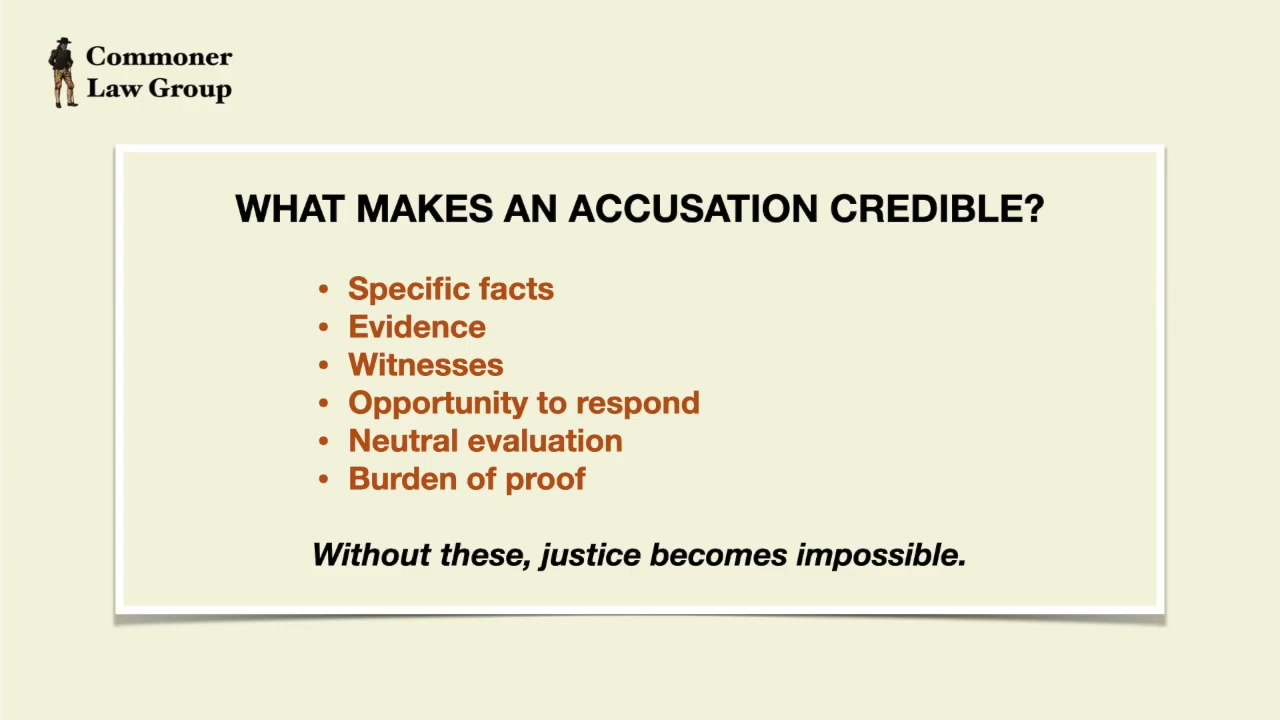 Commoner
Law Group
WHAT MAKES AN ACCUSATION CREDIBLE?
• Specific facts
• Evidence
• Witnesses
• Opportunity to respond
• Neutral evaluation
• Burden of proof
Without these, justice becomes impossible.